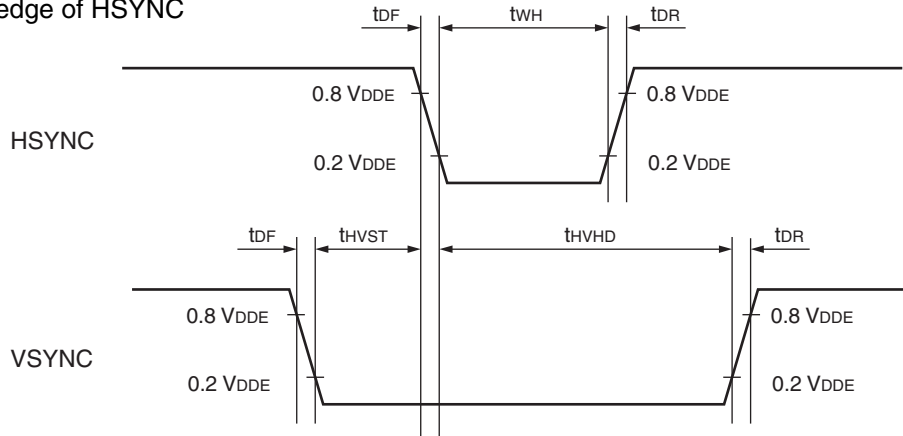 edge of HSYNC
tDF tWH tDR
0.8 VDDE 0.8 VDDE
HSYNC
0.2 VDDE 0.2 VDDE
tDF tHVST tHVHD tDR
0.8 VDDE 0.8 VDDE
VSYNC
0.2 VDDE 0.2 VDDE